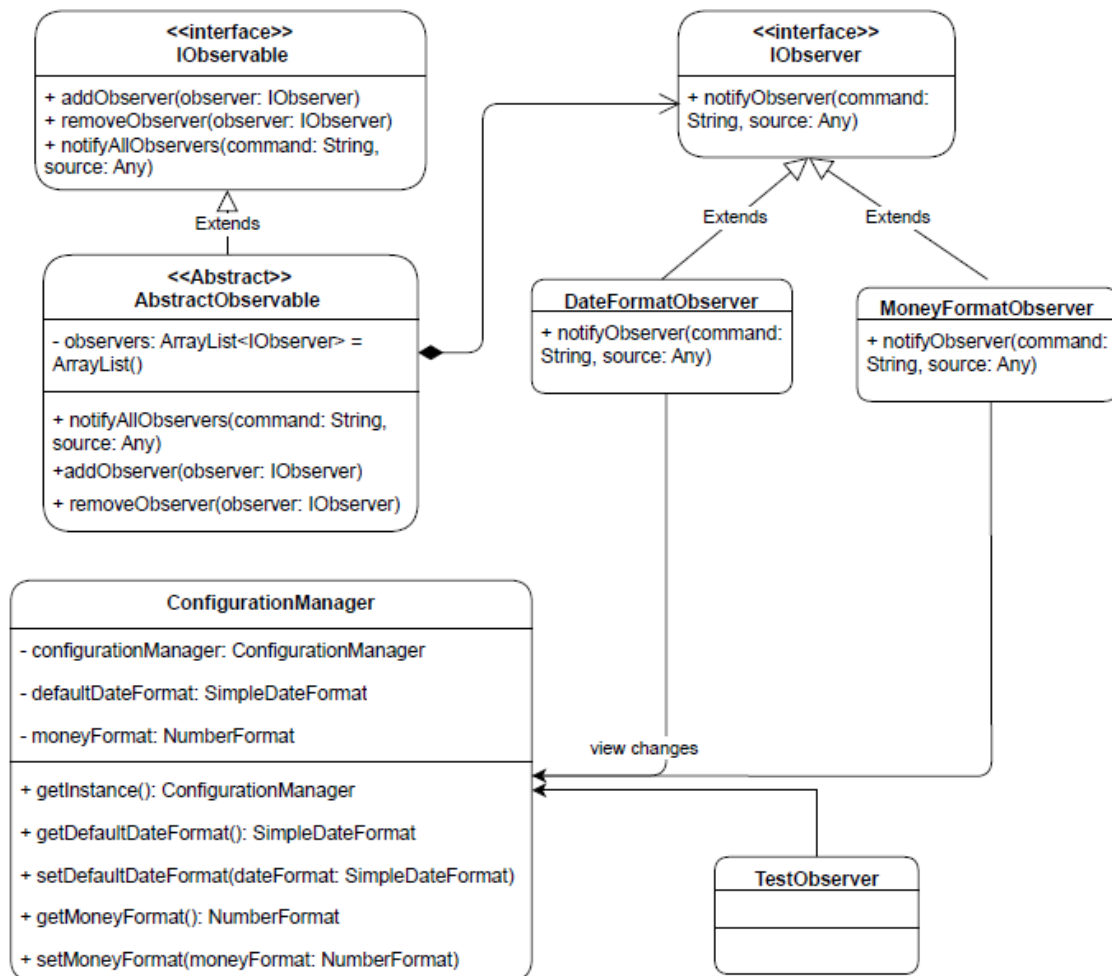 <<interface>>
IObservable
+ addObserver(observer: IObserver)
+ removeObserver(observer: IObserver)
+ notifyAllObservers(command: String,
source: Any)
<<interface>>
IObserver
+ notifyObserver(command:
String, source: Any)
Extends
Extends
Extends
<<Abstract>>
AbstractObservable
- observers: ArrayList<IObserver> =
ArrayList()
+ notifyAllObservers(command: String,
source: Any)
+addObserver(observer: IObserver)
+ removeObserver(observer: IObserver)
DateFormatObserver
+ notifyObserver(command:
String, source: Any)
MoneyFormatObserver
+ notifyObserver(command:
String, source: Any)
ConfigurationManager
- configurationManager: ConfigurationManager
- defaultDateFormat: SimpleDateFormat
- moneyFormat: NumberFormat
+ getInstance(): ConfigurationManager
+ getDefaultDateFormat(): SimpleDateFormat
+ setDefaultDateFormat(dateFormat: SimpleDateFormat)
+ getMoneyFormat(): NumberFormat
+ setMoneyFormat(moneyFormat: NumberFormat)
view changes
TestObserver